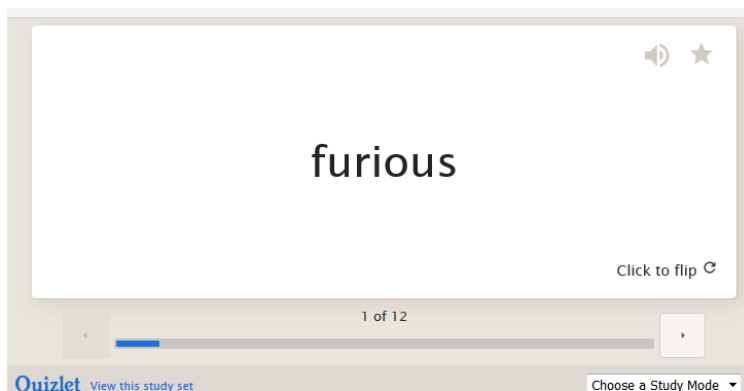 furious
Click to flip
1 of 12
Quizlet View this study set
Choose a Study Mode